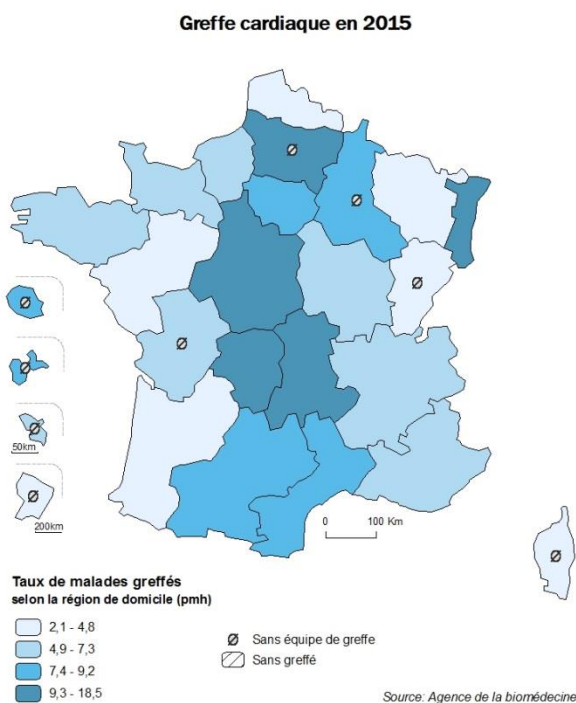 Greffe cardiaque en 2015
50km
200km
0 100 Km
Taux de malades greffés
selon la région de domicile (pmh)
2,1 - 4,8
4,9 - 7,3
7,4 - 9,2
9,3 - 18,5
Sans équipe de greffe
Sans greffé
Source: Agence de la biomédecine